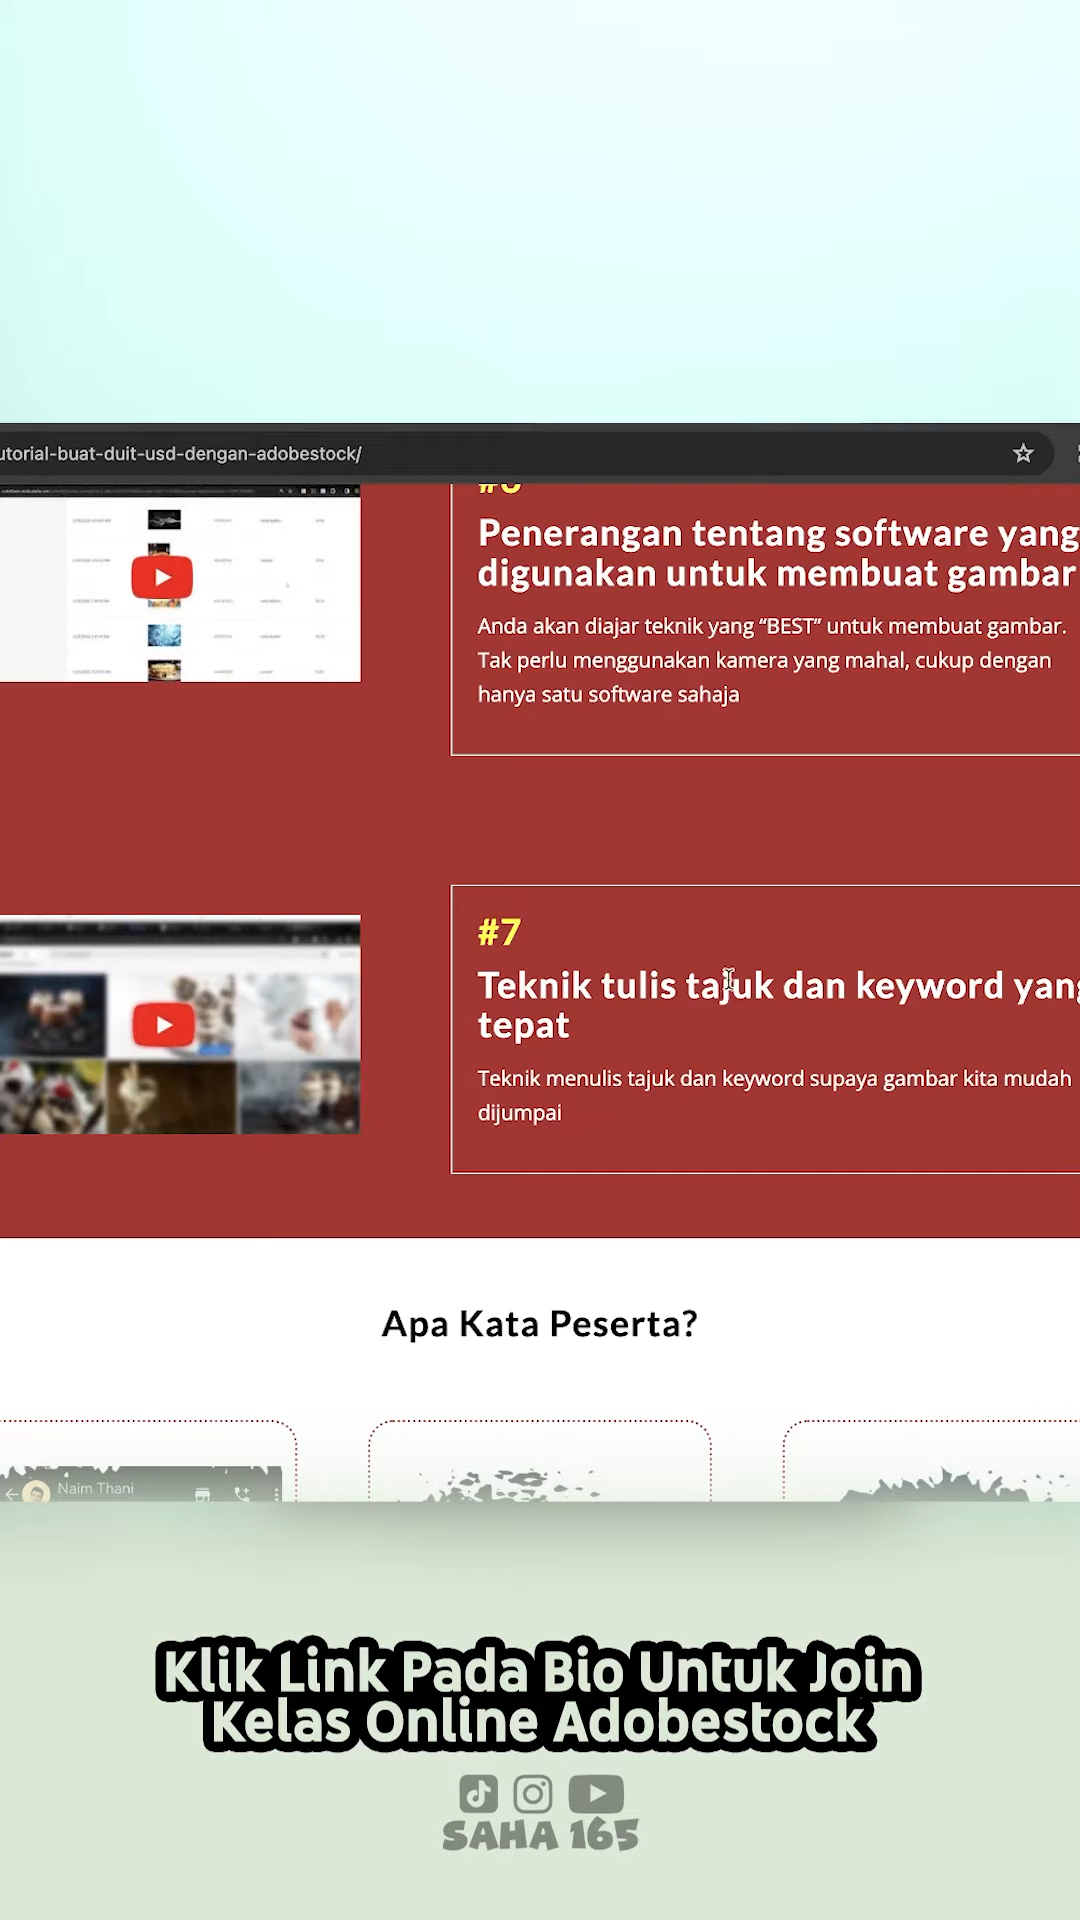 utorial-buat-duit-usd-dengan-adobestock/
Penerangan tentang software yang
digunakan untuk membuat gambar
Anda akan diajar teknik yang “BEST” untuk membuat gambar.
Tak perlu menggunakan kamera yang mahal, cukup dengan
hanya satu software sahaja
#7
Teknik tulis tajuk dan keyword yang
tepat
Teknik menulis tajuk dan keyword supaya gambar kita mudah
dijumpai
Apa Kata Peserta?
Naim Thani
Klik Link Pada Bio Untuk Join
Kelas Online Adobestock
SAHA 165